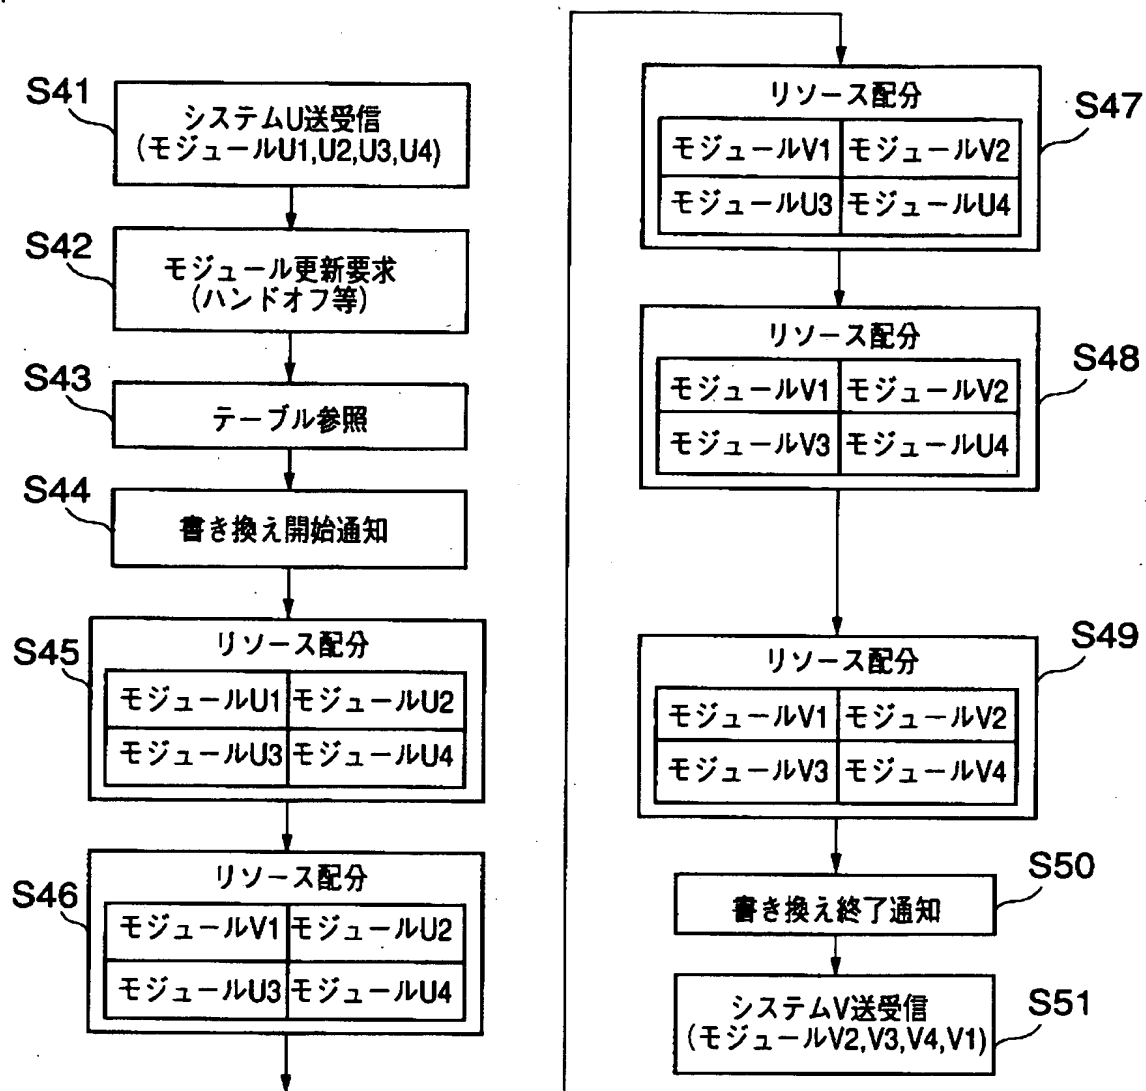 S41
システムU送受信
(モジュールU1,U2,U3,U4)
S42
モジュール更新要求
(ハンドオフ等)
S43
テーブル参照
S44
書き換え開始通知
S45
リソース配分
モジュールU1 モジュールU2
モジュールU3 モジュールU4
S46
リソース配分
モジュールV1 モジュールU2
モジュールU3 モジュールU4
S47
リソース配分
モジュールV1 モジュールV2
モジュールU3 モジュールU4
S48
リソース配分
モジュールV1 モジュールV2
モジュールV3 モジュールU4
S49
リソース配分
モジュールV1 モジュールV2
モジュールV3 モジュールV4
S50
書き換え終了通知
S51
システムV送受信
(モジュールV2,V3,V4,V1)